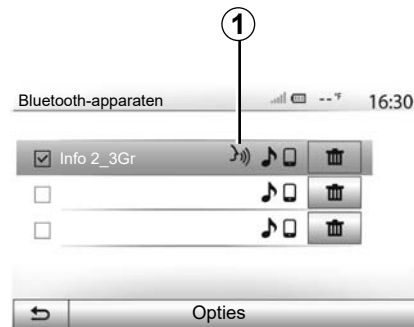 1
Bluetooth-apparaten
--°F
16:30
Info 2_3Gr
Opties